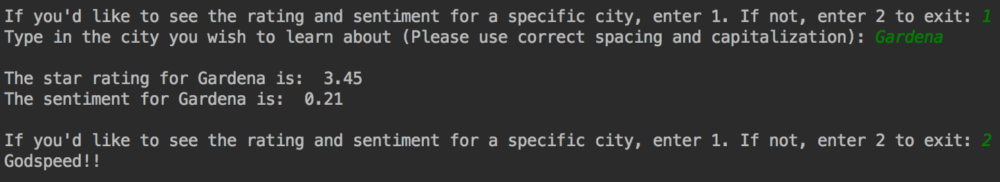 If you'd like to see the rating and sentiment for a specific city, enter 1. If not, enter 2 to exit: 1
Type in the city you wish to learn about (Please use correct spacing and capitalization): Gardena
The star rating for Gardena is:  3.45
The sentiment for Gardena is:  0.21
If you'd like to see the rating and sentiment for a specific city, enter 1. If not, enter 2 to exit: 2
Godspeed!!